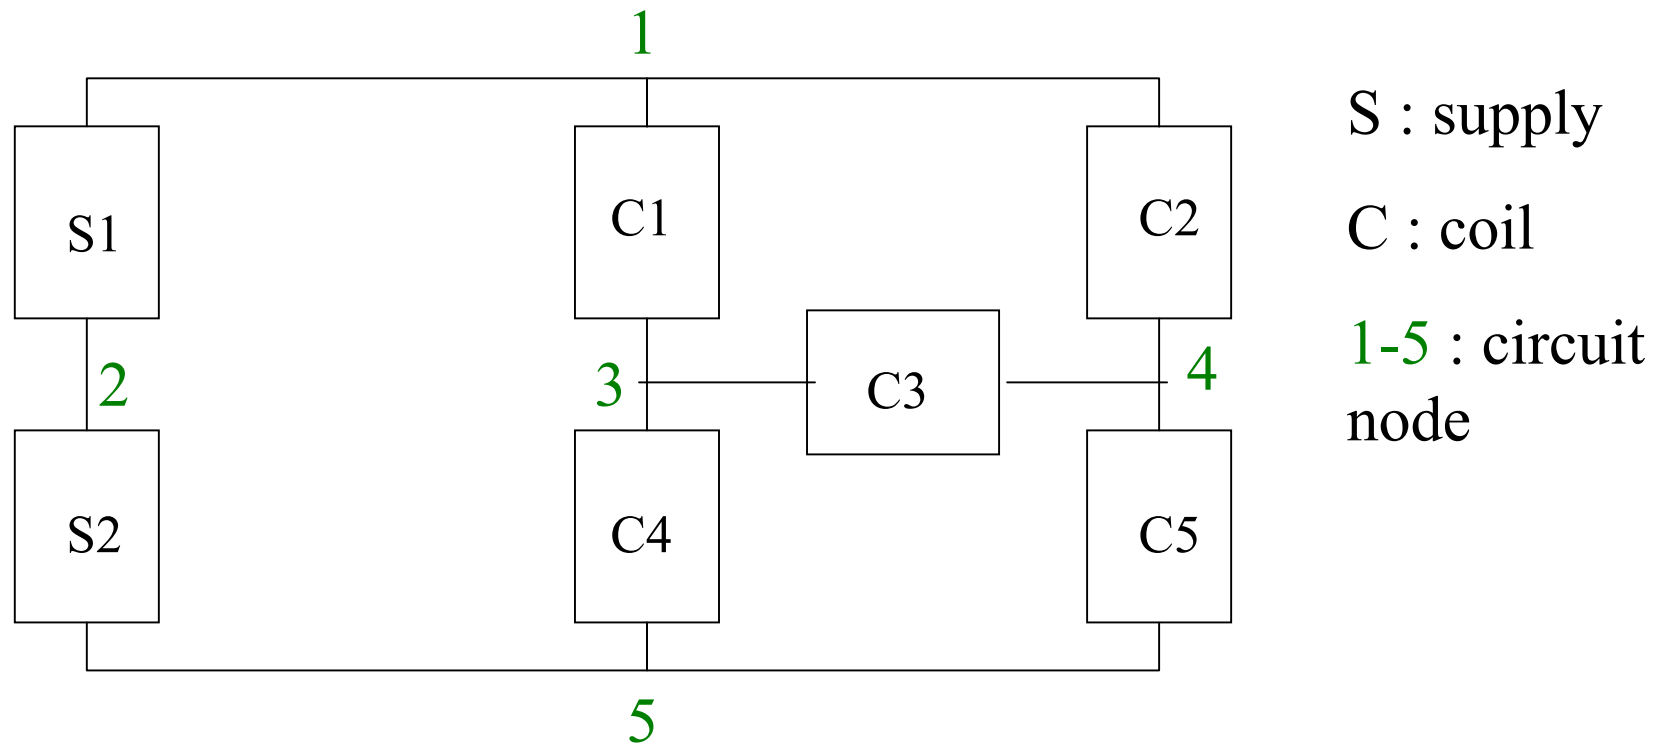 1
S : supply
S1
C1
C2
C : coil
2
3
C3
4
1-5 : circuit
node
S2
C4
C5
5